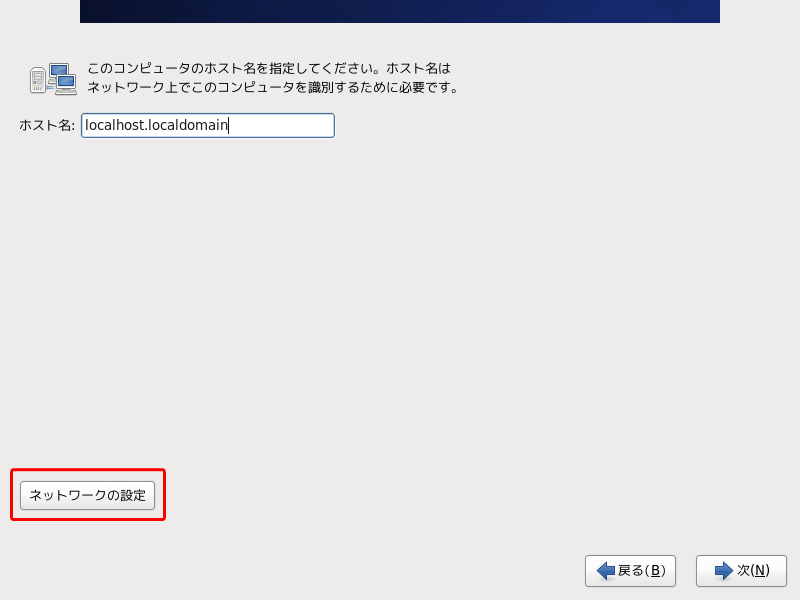 このコンピュータのホスト名を指定してください。ホスト名は
ネットワーク上でこのコンピュータを識別するために必要です。
ホスト名: localhost.localdomain
ネットワークの設定
戻る(B) 次(N)